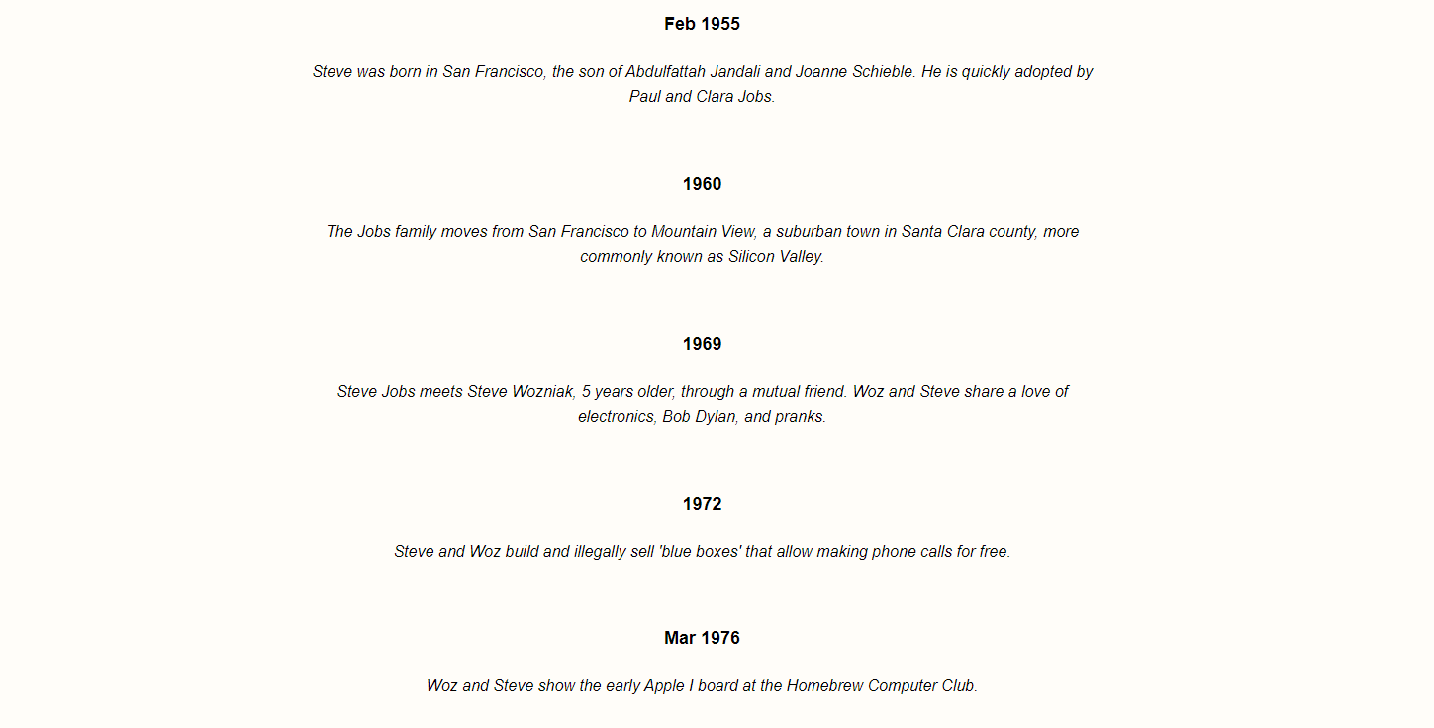 Feb 1955
Steve was born in San Francisco, the son of Abdulfattah Jandali and Joanne Schieble. He is quickly adopted by
Paul and Clara Jobs.
1960
The Jobs family moves from San Francisco to Mountain View, a suburban town in Santa Clara county, more
commonly known as Silicon Valley.
1969
Steve Jobs meets Steve Wozniak, 5 years older, through a mutual friend. Woz and Steve share a love of
electronics, Bob Dylan, and pranks.
1972
Steve and Woz build and illegally sell 'blue boxes' that allow making phone calls for free.
Mar 1976
Woz and Steve show the early Apple I board at the Homebrew Computer Club.